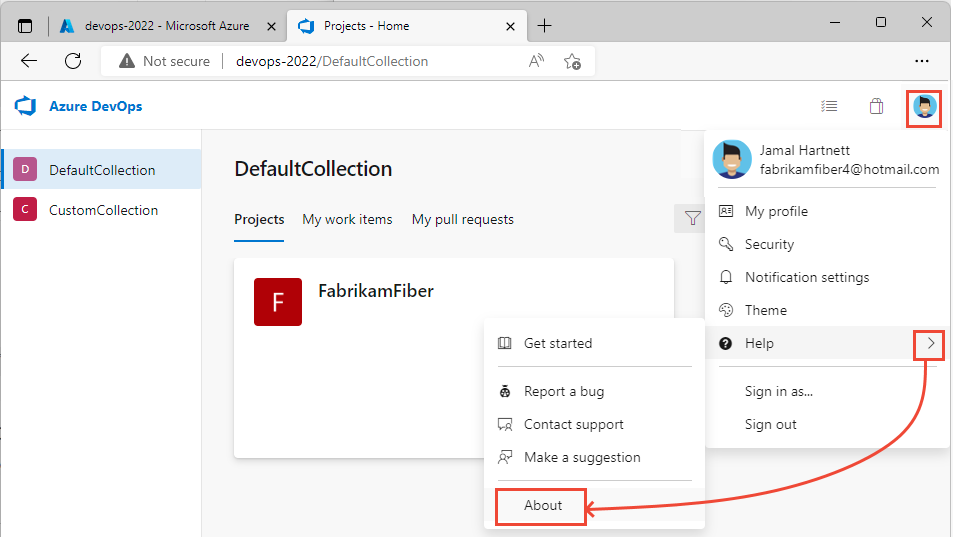 devops-2022 - Microsoft Azure
Projects - Home
Not secure
devops-2022/DefaultCollection
A
Azure DevOps
D
DefaultCollection
C
CustomCollection
DefaultCollection
Projects
My work items
My pull requests
F
FabrikamFiber
Jamal Hartnett
fabrikamfiber4@hotmail.com
My profile
Security
Notification settings
Theme
? Help
Sign in as...
Sign out
Get started
Report a bug
Contact support
Make a suggestion
About